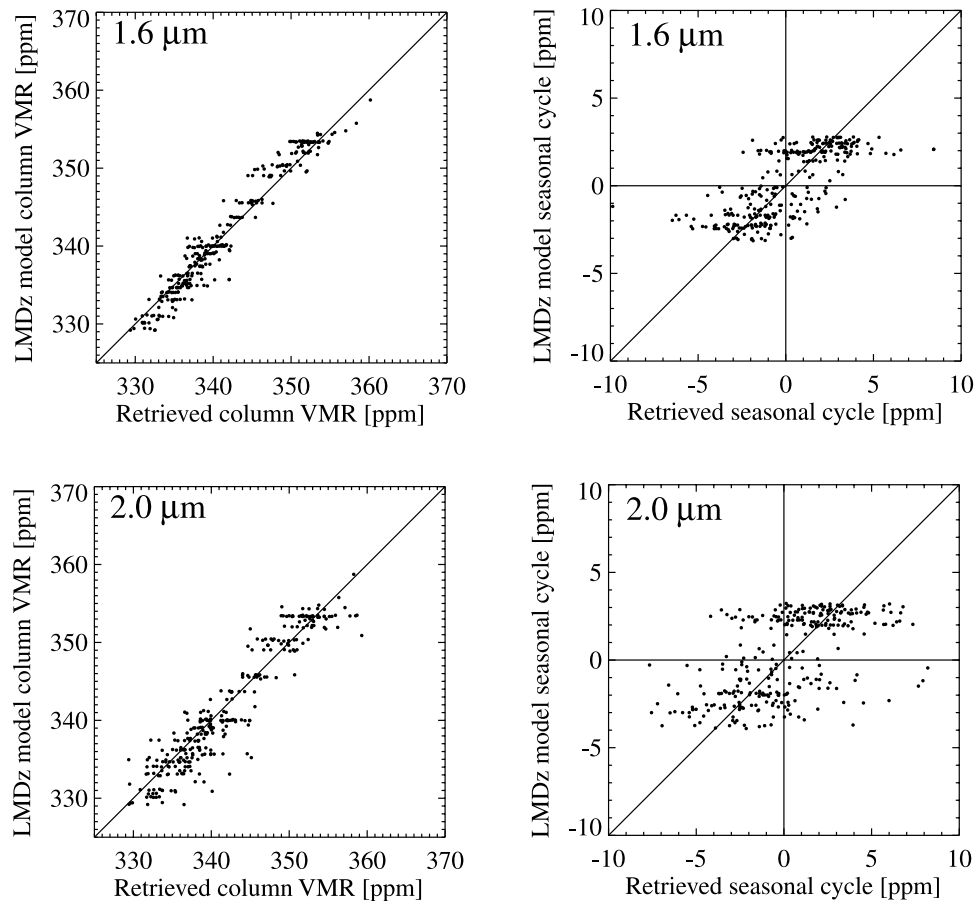 1.6 μm
LMDz model column VMR [ppm]
370
360
350
340
330
330 340 350 360 370
Retrieved column VMR [ppm]
1.6 μm
LMDz model seasonal cycle [ppm]
10
5
0
-5
-10
-10 -5 0 5 10
Retrieved seasonal cycle [ppm]
2.0 μm
LMDz model column VMR [ppm]
370
360
350
340
330
330 340 350 360 370
Retrieved column VMR [ppm]
2.0 μm
LMDz model seasonal cycle [ppm]
10
5
0
-5
-10
-10 -5 0 5 10
Retrieved seasonal cycle [ppm]